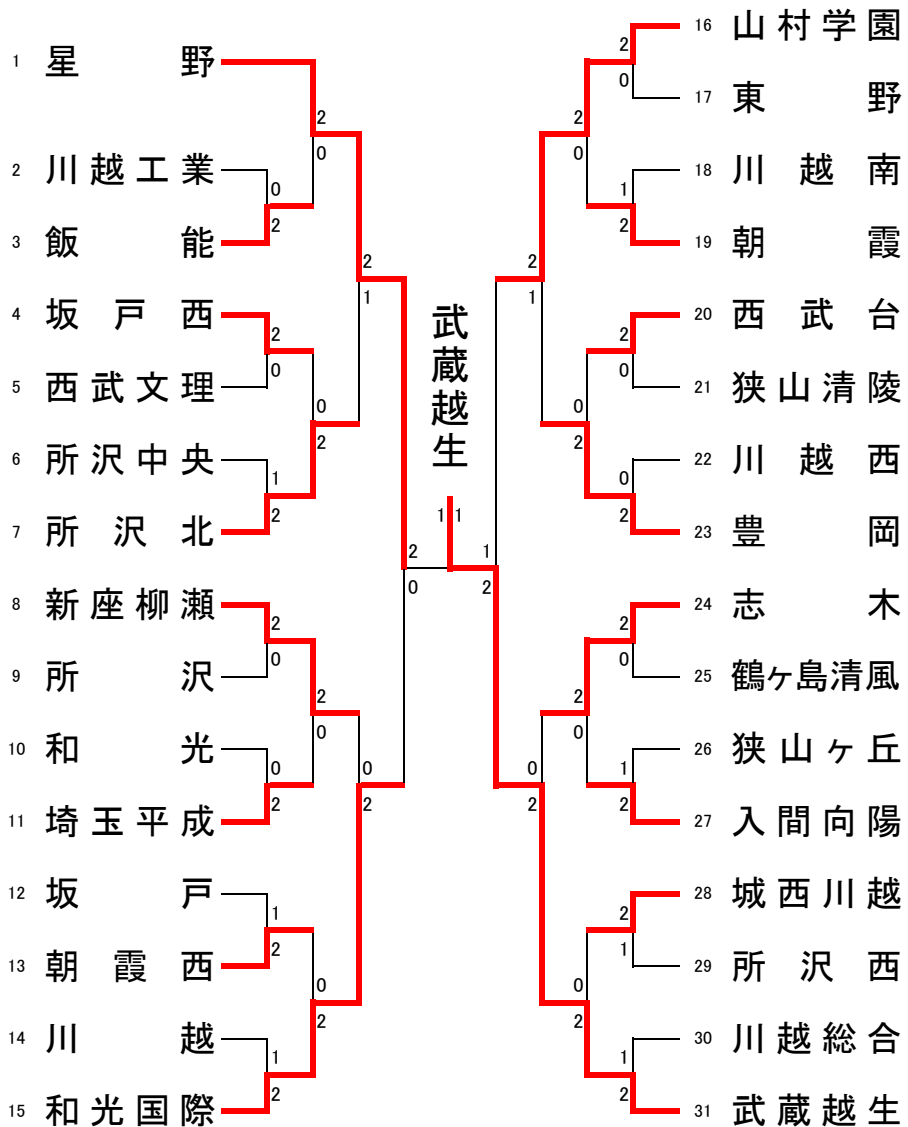 1 星野
2 川越工業
3 飯能
4 坂戸西
5 西武文理
6 所沢中央
7 所沢北
8 新座柳瀬
9 所沢
10 和光
11 埼玉平成
12 坂戸
13 朝霞西
14 川越
15 和光国際
0
2
2
0
1
2
2
0
0
2
1
2
1
2
2
0
0
2
2
0
0
2
2
1
0
2
2
0
武蔵越生
1 1
1
2
2
1
0
2
2
0
0
2
2
0
0
2
2
0
1
2
2
0
0
2
2
0
1
2
2
1
1
2
16 山村学園
17 東野
18 川越南
19 朝霞
20 西武台
21 狭山清陵
22 川越西
23 豊岡
24 志木
25 鶴ヶ島清風
26 狭山ヶ丘
27 入間向陽
28 城西川越
29 所沢西
30 川越総合
31 武蔵越生